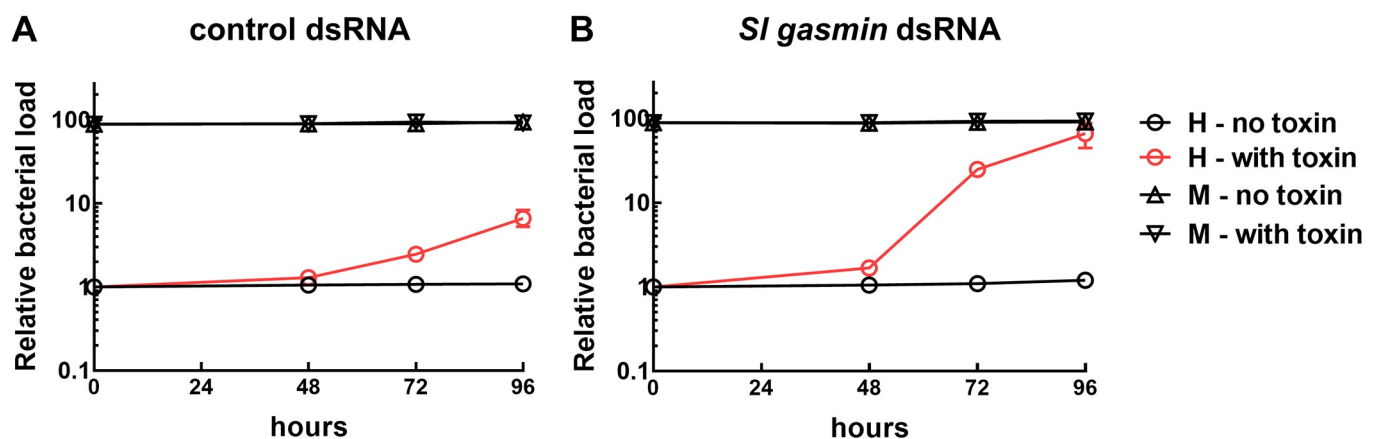 A
control dsRNA
Relative bacterial load
100
10
1
0.1
0
24
48
72
96
hours
B
Sl gasmin dsRNA
Relative bacterial load
100
10
1
0.1
0
24
48
72
96
hours
H - no toxin
H - with toxin
M - no toxin
M - with toxin